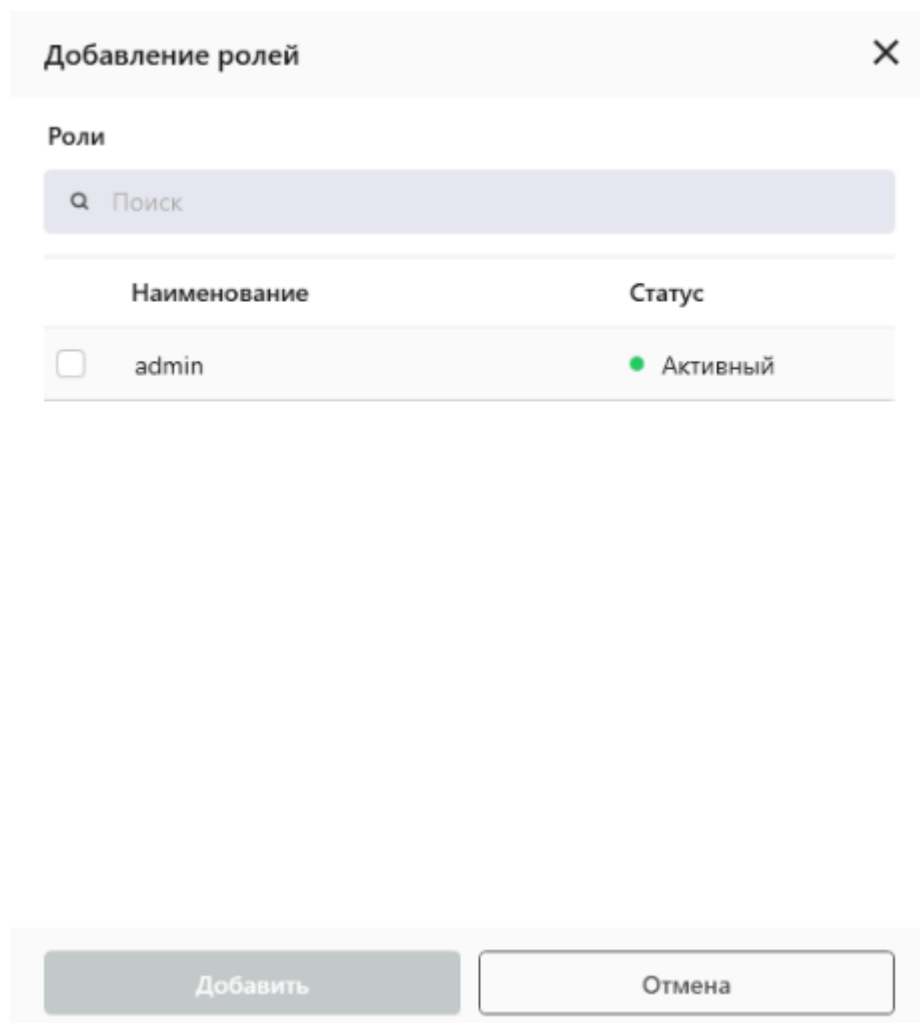 Добавление ролей
Роли
Поиск
Наименование Статус
admin Активный
Добавить Отмена